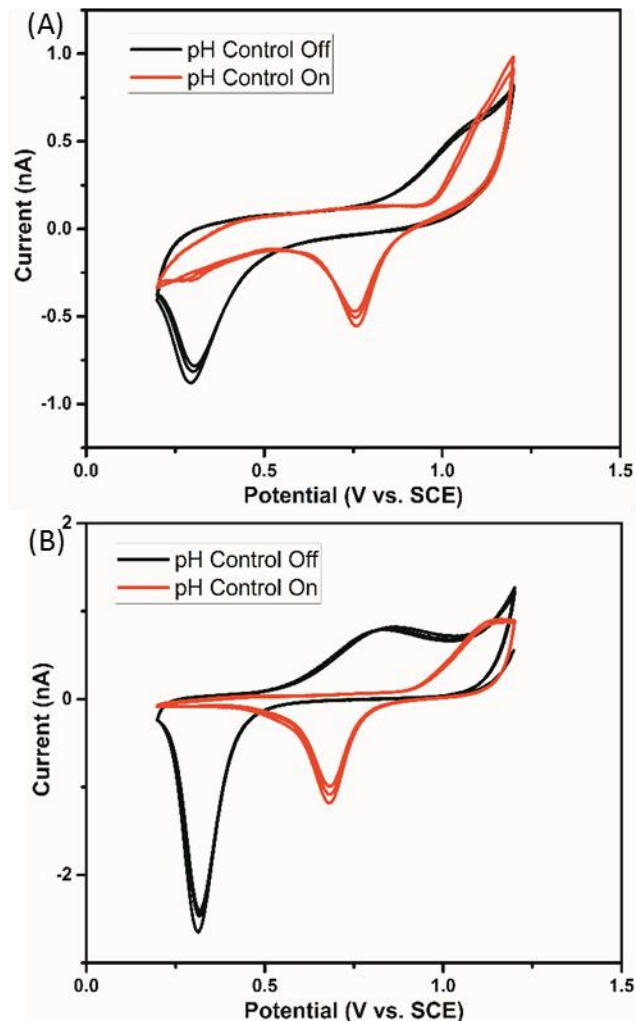 (A)
pH Control Off
pH Control On
1.0
0.5
0.0
-0.5
-1.0
Current (nA)
0.0
0.5
1.0
1.5
Potential (V vs. SCE)
(B)
pH Control Off
pH Control On
2
1
0
-2
Current (nA)
0.0
0.5
1.0
1.5
Potential (V vs. SCE)